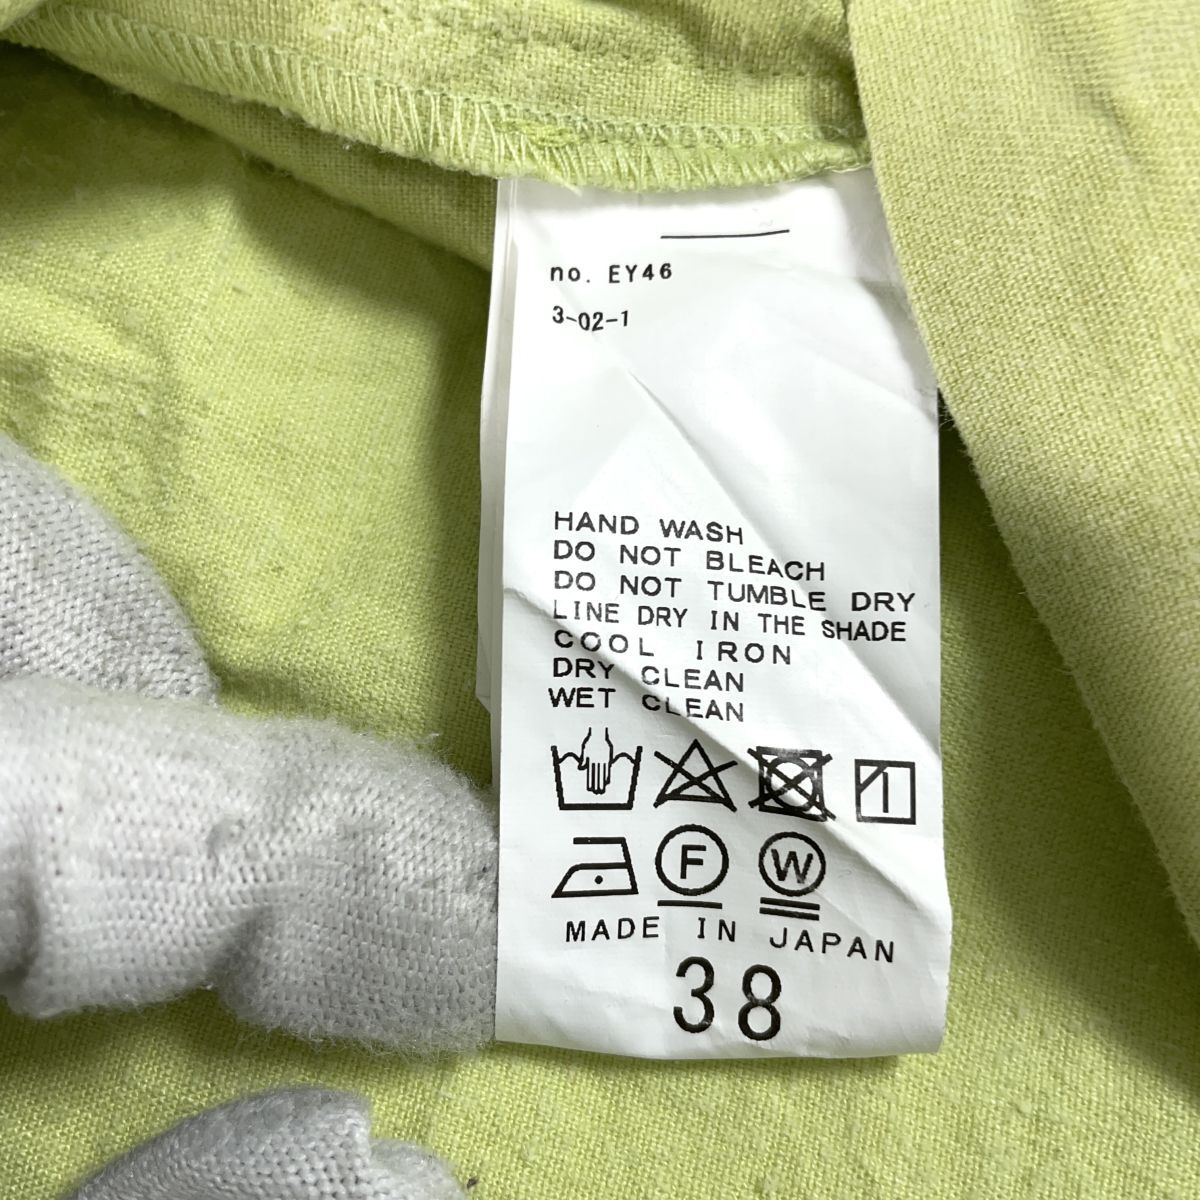 no. EY46
3-02-1
HAND WASH
DO NOT BLEACH
DO NOT TUMBLE DRY
LINE DRY IN THE SHADE
COOL IRON
DRY CLEAN
WET CLEAN
F W
MADE IN JAPAN
38